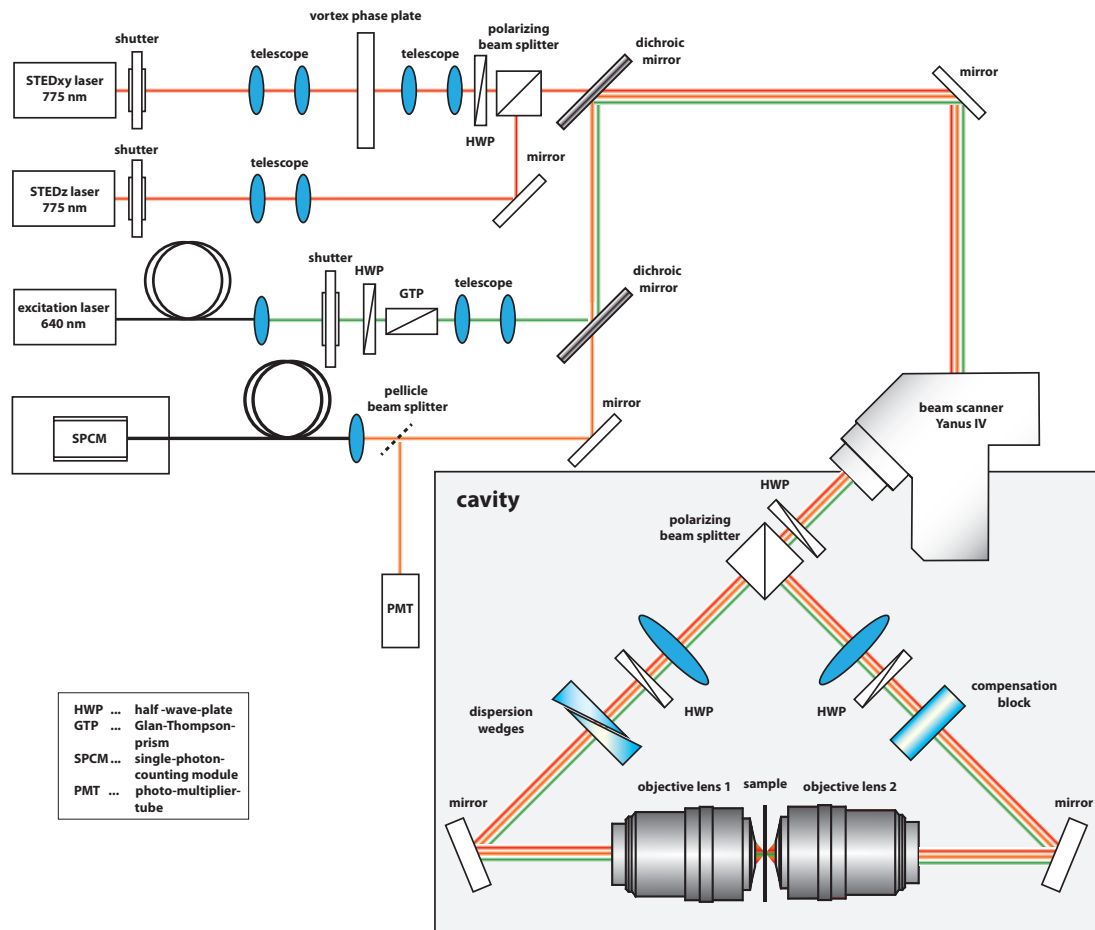 vortex phase plate
polarizing
beam splitter
shutter
telescope
telescope
dichroic
mirror
mirror
STEDxy laser
775 nm
HWP
shutter
telescope
mirror
STEDz laser
775 nm
shutter
HWP
GTP
telescope
dichroic
mirror
excitation laser
640 nm
pellicle
beam splitter
mirror
SPCM
beam scanner
Yanus IV
cavity
HWP
polarizing
beam splitter
PMT
HWP
HWP
compensation
block
dispersion
wedges
HWP ... half -wave-plate
GTP ... Glan-Thompson-
prism
SPCM ... single-photon-
counting module
PMT ... photo-multiplier-
tube
objective lens 1
sample
objective lens 2
mirror
mirror